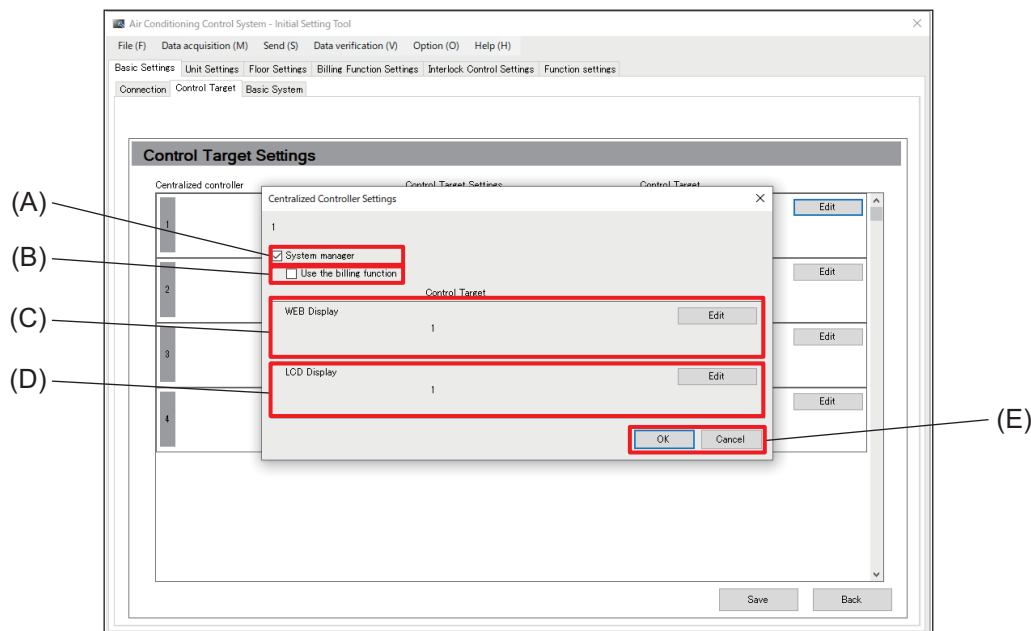 Air Conditioning Control System - Initial Setting Tool
File (F) Data acquisition (M) Send (S) Data verification (V) Option (O) Help (H)
Basic Settings Unit Settings Floor Settings Billing Function Settings Interlock Control Settings Function settings
Connection Control Target Basic System
Control Target Settings
Centralized controller Control Target Settings Control Target
(A)
1
Edit
Centralized Controller Settings
1
System manager
(B)
Use the billing function
2
Edit
Control Target
(C)
WEB Display
Edit
1
3
Edit
(D)
LCD Display
Edit
1
4
Edit
OK Cancel
(E)
Save Back